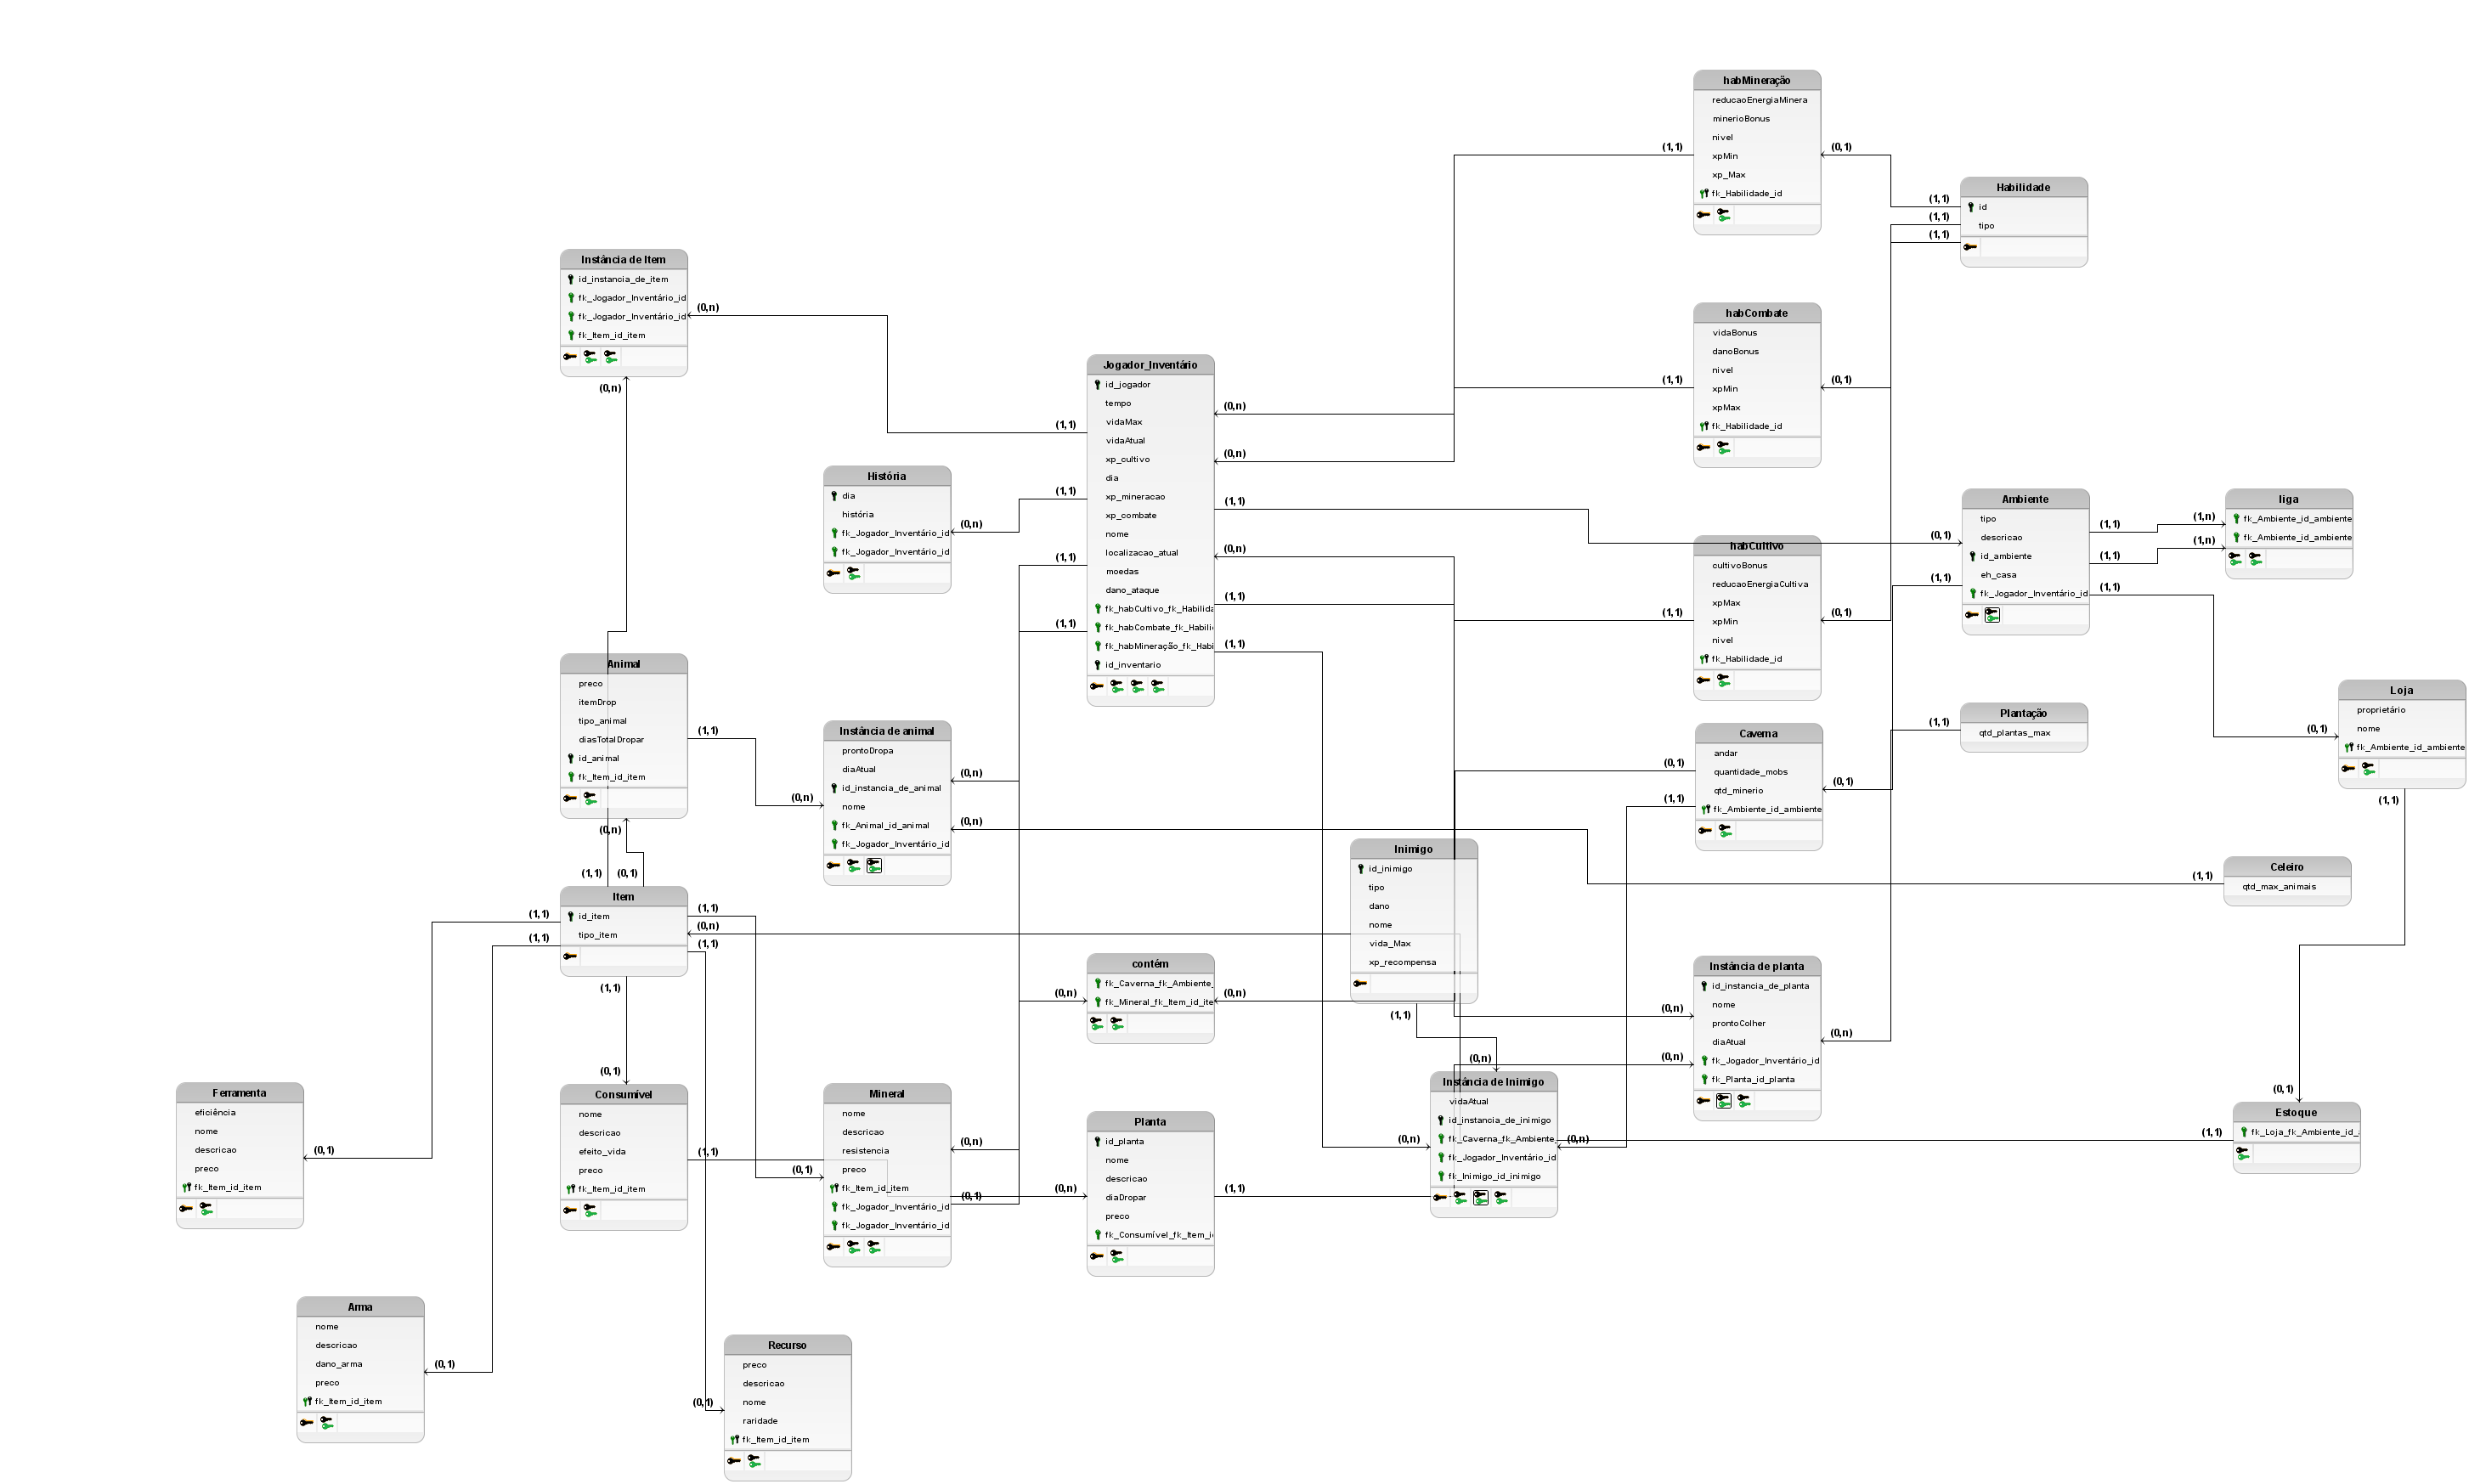 habMineração
reducaoEnergiaMinera
minerioBonus
nivel
xpMin
xp_Max
fk_Habilidade_id
(1,1)
(0,1)
Habilidade
id
tipo
(1,1)
(1,1)
(1,1)
Instância de Item
id_instancia_de_item
fk_Jogador_Inventário_id
fk_Jogador_Inventário_id
fk_Item_id_item
(0,n)
(0,n)
habCombate
vidaBonus
danoBonus
nivel
xpMin
xpMax
fk_Habilidade_id
(1,1)
(0,1)
Jogador_Inventário
id_jogador
tempo
vidaMax
vidaAtual
xp_cultivo
dia
xp_mineracao
xp_combate
nome
localizacao_atual
moedas
dano_ataque
fk_habCultivo_fk_Habilida
fk_habCombate_fk_Habili
fk_habMineração_fk_Habi
id_inventario
(1,1)
(1,1)
(1,1)
(1,1)
(0,n)
(0,n)
(1,1)
(0,n)
(1,1)
(1,1)
História
dia
história
fk_Jogador_Inventário_id
fk_Jogador_Inventário_id
(0,n)
Ambiente
tipo
descricao
id_ambiente
eh_casa
fk_Jogador_Inventário_id
(0,1)
(1,1)
(1,1)
(1,1)
(1,1)
liga
fk_Ambiente_id_ambiente
fk_Ambiente_id_ambiente
(1,n)
(1,n)
habCultivo
cultivoBonus
reducaoEnergiaCultiva
xpMax
xpMin
nivel
fk_Habilidade_id
(1,1)
(0,1)
Animal
preco
itemDrop
tipo_animal
diasTotalDropar
id_animal
fk_Item_id_item
(1,1)
(0,n)
Instância de animal
prontoDropa
diaAtual
id_instancia_de_animal
nome
fk_Animal_id_animal
fk_Jogador_Inventário_id
(0,n)
(0,n)
(0,n)
Loja
proprietário
nome
fk_Ambiente_id_ambiente
(0,1)
(1,1)
Plantação
qtd_plantas_max
(1,1)
Caverna
andar
quantidade_mobs
qtd_minerio
fk_Ambiente_id_ambiente
(0,1)
(1,1)
(0,1)
Inimigo
id_inimigo
tipo
dano
nome
vida_Max
xp_recompensa
(1,1)
Celeiro
qtd_max_animais
(1,1)
Item
id_item
tipo_item
(1,1)
(0,1)
(1,1)
(1,1)
(1,1)
(0,n)
(1,1)
(1,1)
contém
fk_Caverna_fk_Ambiente_
fk_Mineral_fk_Item_id_ite
(0,n)
(0,n)
Instância de planta
id_instancia_de_planta
nome
prontoColher
diaAtual
fk_Jogador_Inventário_id
fk_Planta_id_planta
(0,n)
(0,n)
(0,n)
Instância de Inimigo
vidaAtual
id_instancia_de_inimigo
fk_Caverna_fk_Ambiente_
fk_Jogador_Inventário_id
fk_Inimigo_id_inimigo
(0,n)
(0,n)
(0,n)
Estoque
fk_Loja_fk_Ambiente_id_
(0,1)
(1,1)
Ferramenta
eficiência
nome
descricao
preco
fk_Item_id_item
(0,1)
Consumível
nome
descricao
efeito_vida
preco
fk_Item_id_item
(0,1)
(1,1)
Mineral
nome
descricao
resistencia
preco
fk_Item_id_item
fk_Jogador_Inventário_id
fk_Jogador_Inventário_id
(0,1)
(0,n)
(0,1)
Planta
id_planta
nome
descricao
diaDropar
preco
fk_Consumível_fk_Item_i
(0,n)
(1,1)
Arma
nome
descricao
dano_arma
preco
fk_Item_id_item
(0,1)
Recurso
preco
descricao
nome
raridade
fk_Item_id_item
(0,1)